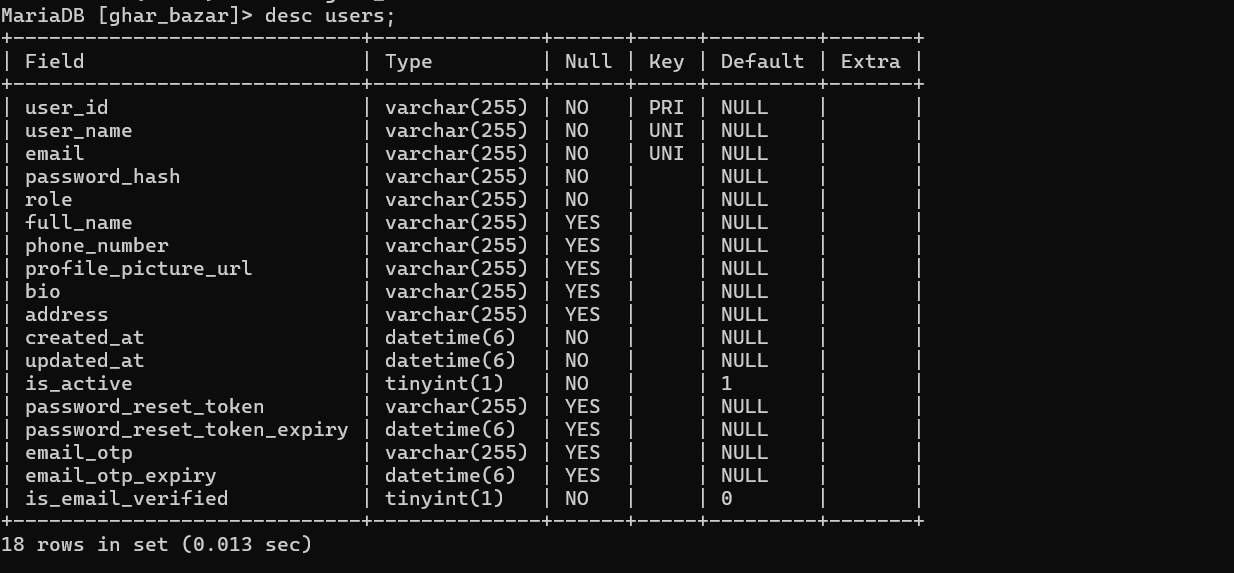 MariaDB [ghar_bazar]> desc users;
+-----------------------------+--------------+------+-----+---------+-------+
| Field                       | Type         | Null | Key | Default | Extra |
+-----------------------------+--------------+------+-----+---------+-------+
| user_id                     | varchar(255) | NO   | PRI | NULL    |       |
| user_name                   | varchar(255) | NO   | UNI | NULL    |       |
| email                       | varchar(255) | NO   | UNI | NULL    |       |
| password_hash               | varchar(255) | NO   |     | NULL    |       |
| role                        | varchar(255) | NO   |     | NULL    |       |
| full_name                   | varchar(255) | YES  |     | NULL    |       |
| phone_number                | varchar(255) | YES  |     | NULL    |       |
| profile_picture_url         | varchar(255) | YES  |     | NULL    |       |
| bio                         | varchar(255) | YES  |     | NULL    |       |
| address                     | varchar(255) | YES  |     | NULL    |       |
| created_at                  | datetime(6)  | NO   |     | NULL    |       |
| updated_at                  | datetime(6)  | NO   |     | NULL    |       |
| is_active                   | tinyint(1)   | NO   |     | 1       |       |
| password_reset_token        | varchar(255) | YES  |     | NULL    |       |
| password_reset_token_expiry | datetime(6)  | YES  |     | NULL    |       |
| email_otp                   | varchar(255) | YES  |     | NULL    |       |
| email_otp_expiry            | datetime(6)  | YES  |     | NULL    |       |
| is_email_verified           | tinyint(1)   | NO   |     | 0       |       |
+-----------------------------+--------------+------+-----+---------+-------+
18 rows in set (0.013 sec)